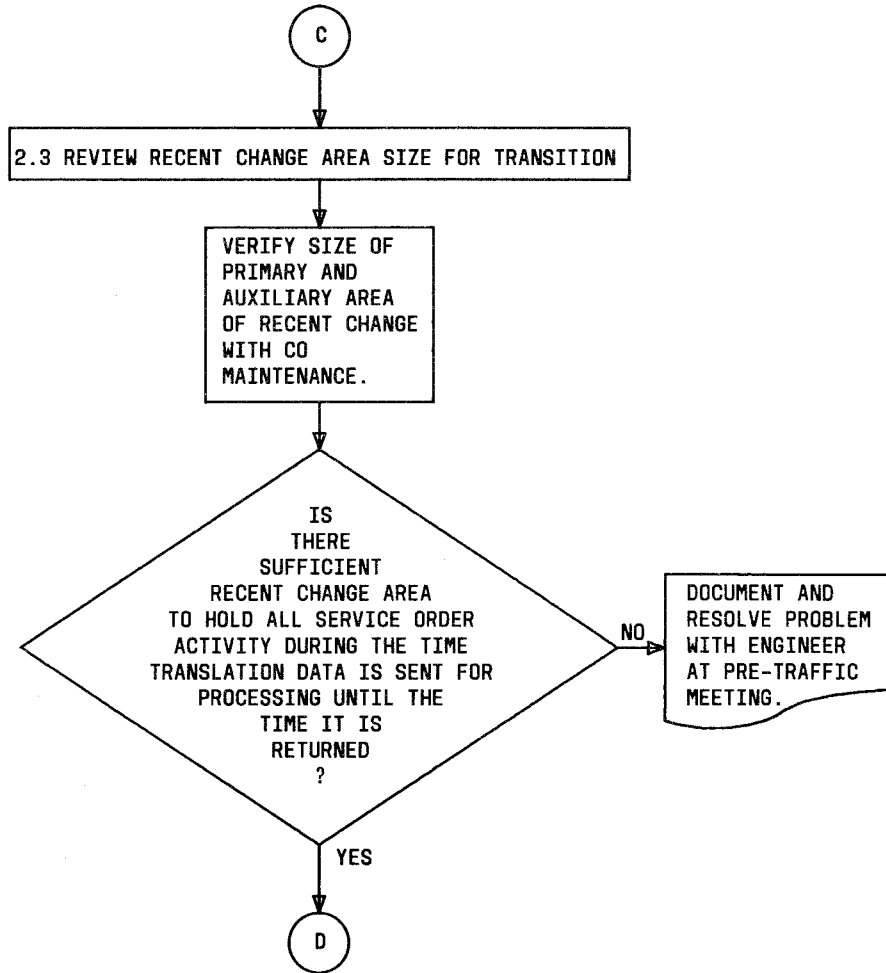 C
2.3 REVIEW RECENT CHANGE AREA SIZE FOR TRANSITION
VERIFY SIZE OF
PRIMARY AND
AUXILIARY AREA
OF RECENT CHANGE
WITH CO
MAINTENANCE.
IS
THERE
SUFFICIENT
RECENT CHANGE AREA
TO HOLD ALL SERVICE ORDER
ACTIVITY DURING THE TIME
TRANSLATION DATA IS SENT FOR
PROCESSING UNTIL THE
TIME IT IS
RETURNED
?
NO
DOCUMENT AND
RESOLVE PROBLEM
WITH ENGINEER
AT PRE-TRAFFIC
MEETING.
YES
D